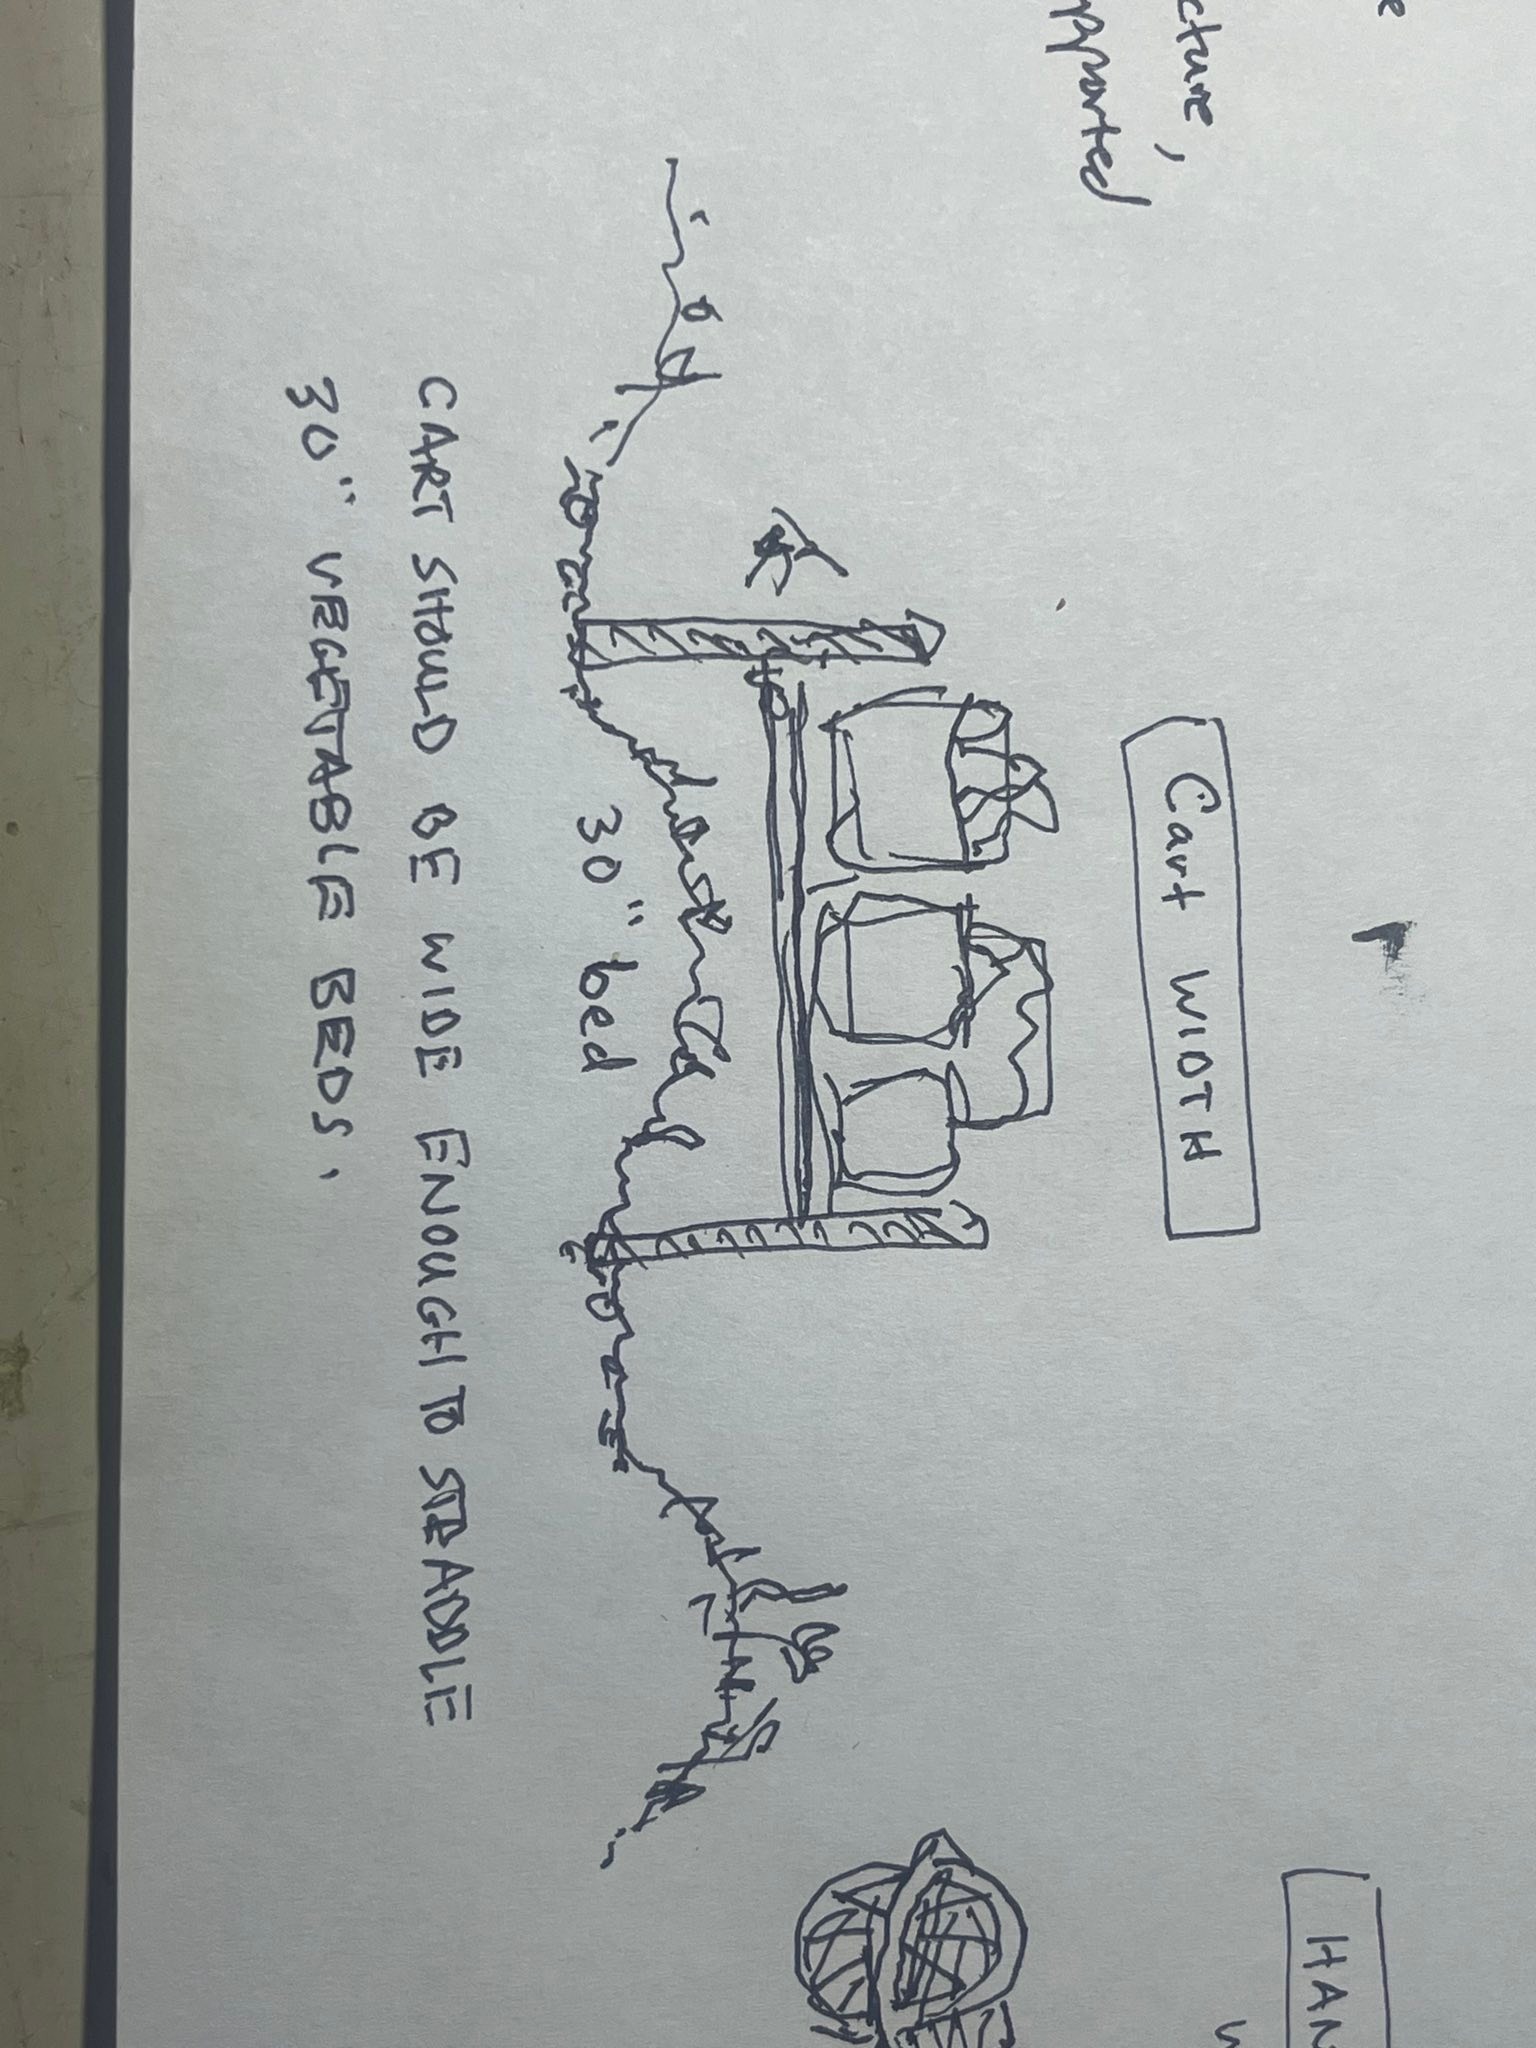 cture,
pported
Cart WIDTH
30" bed
CART SHOULD BE WIDE ENOUGH TO STRADDLE
30" VEGETABLE BEDS.
HAN